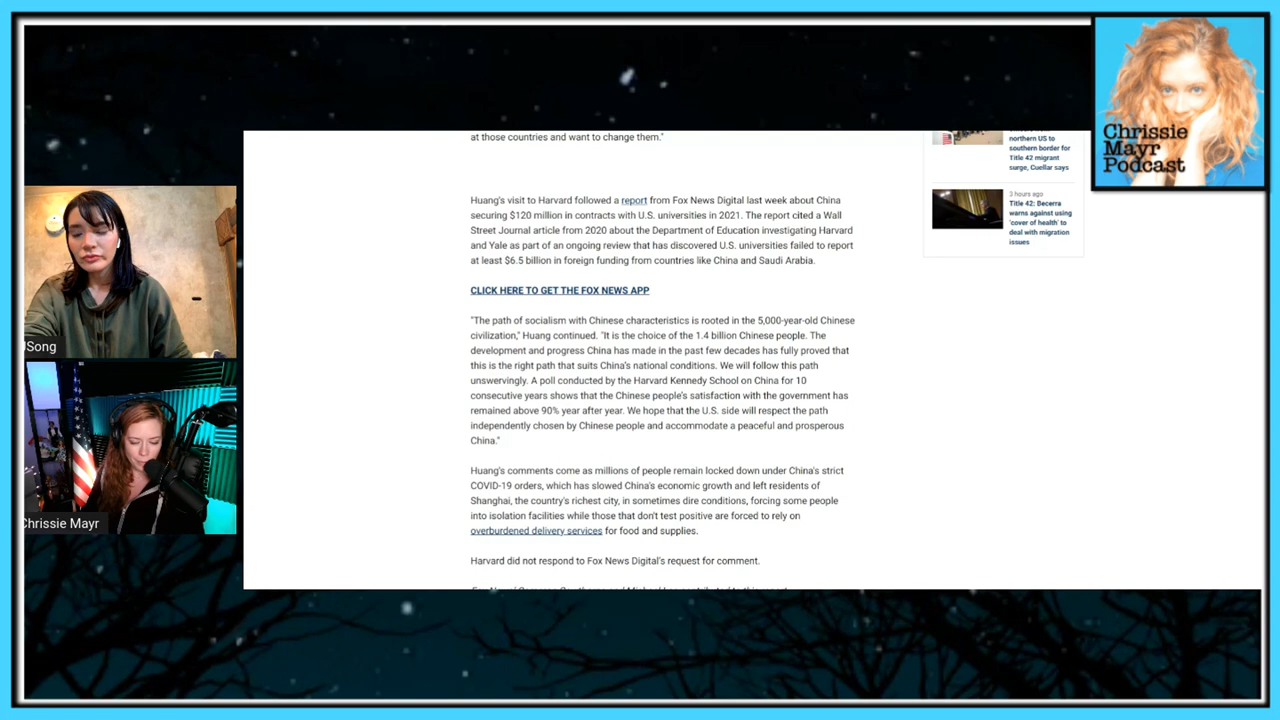 at those countries and want to change them."
Huang's visit to Harvard followed a report from Fox News Digital last week about China
securing $120 million in contracts with U.S. universities in 2021. The report cited a Wall
Street Journal article from 2020 about the Department of Education investigating Harvard
and Yale as part of an ongoing review that has discovered U.S. universities failed to report
at least $6.5 billion in foreign funding from countries like China and Saudi Arabia.
CLICK HERE TO GET THE FOX NEWS APP
"The path of socialism with Chinese characteristics is rooted in the 5,000-year-old Chinese
civilization," Huang continued. "It is the choice of the 1.4 billion Chinese people. The
development and progress China has made in the past few decades has fully proved that
this is the right path that suits China's national conditions. We will follow this path
unswervingly. A poll conducted by the Harvard Kennedy School on China for 10
consecutive years shows that the Chinese people's satisfaction with the government has
remained above 90% year after year. We hope that the U.S. side will respect the path
independently chosen by Chinese people and accommodate a peaceful and prosperous
China."
Huang's comments come as millions of people remain locked down under China's strict
COVID-19 orders, which has slowed China's economic growth and left residents of
Shanghai, the country's richest city, in sometimes dire conditions, forcing some people
into isolation facilities while those that don't test positive are forced to rely on
overburdened delivery services for food and supplies.
Harvard did not respond to Fox News Digital's request for comment.
northern US to
southern border for
Title 42 migrant
surge, Cuellar says
3 hours ago
Title 42: Becerra
warns against using
'cover of health' to
deal with migration
issues
Chrissie
Mayr
Podcast
Song
Chrissie Mayr